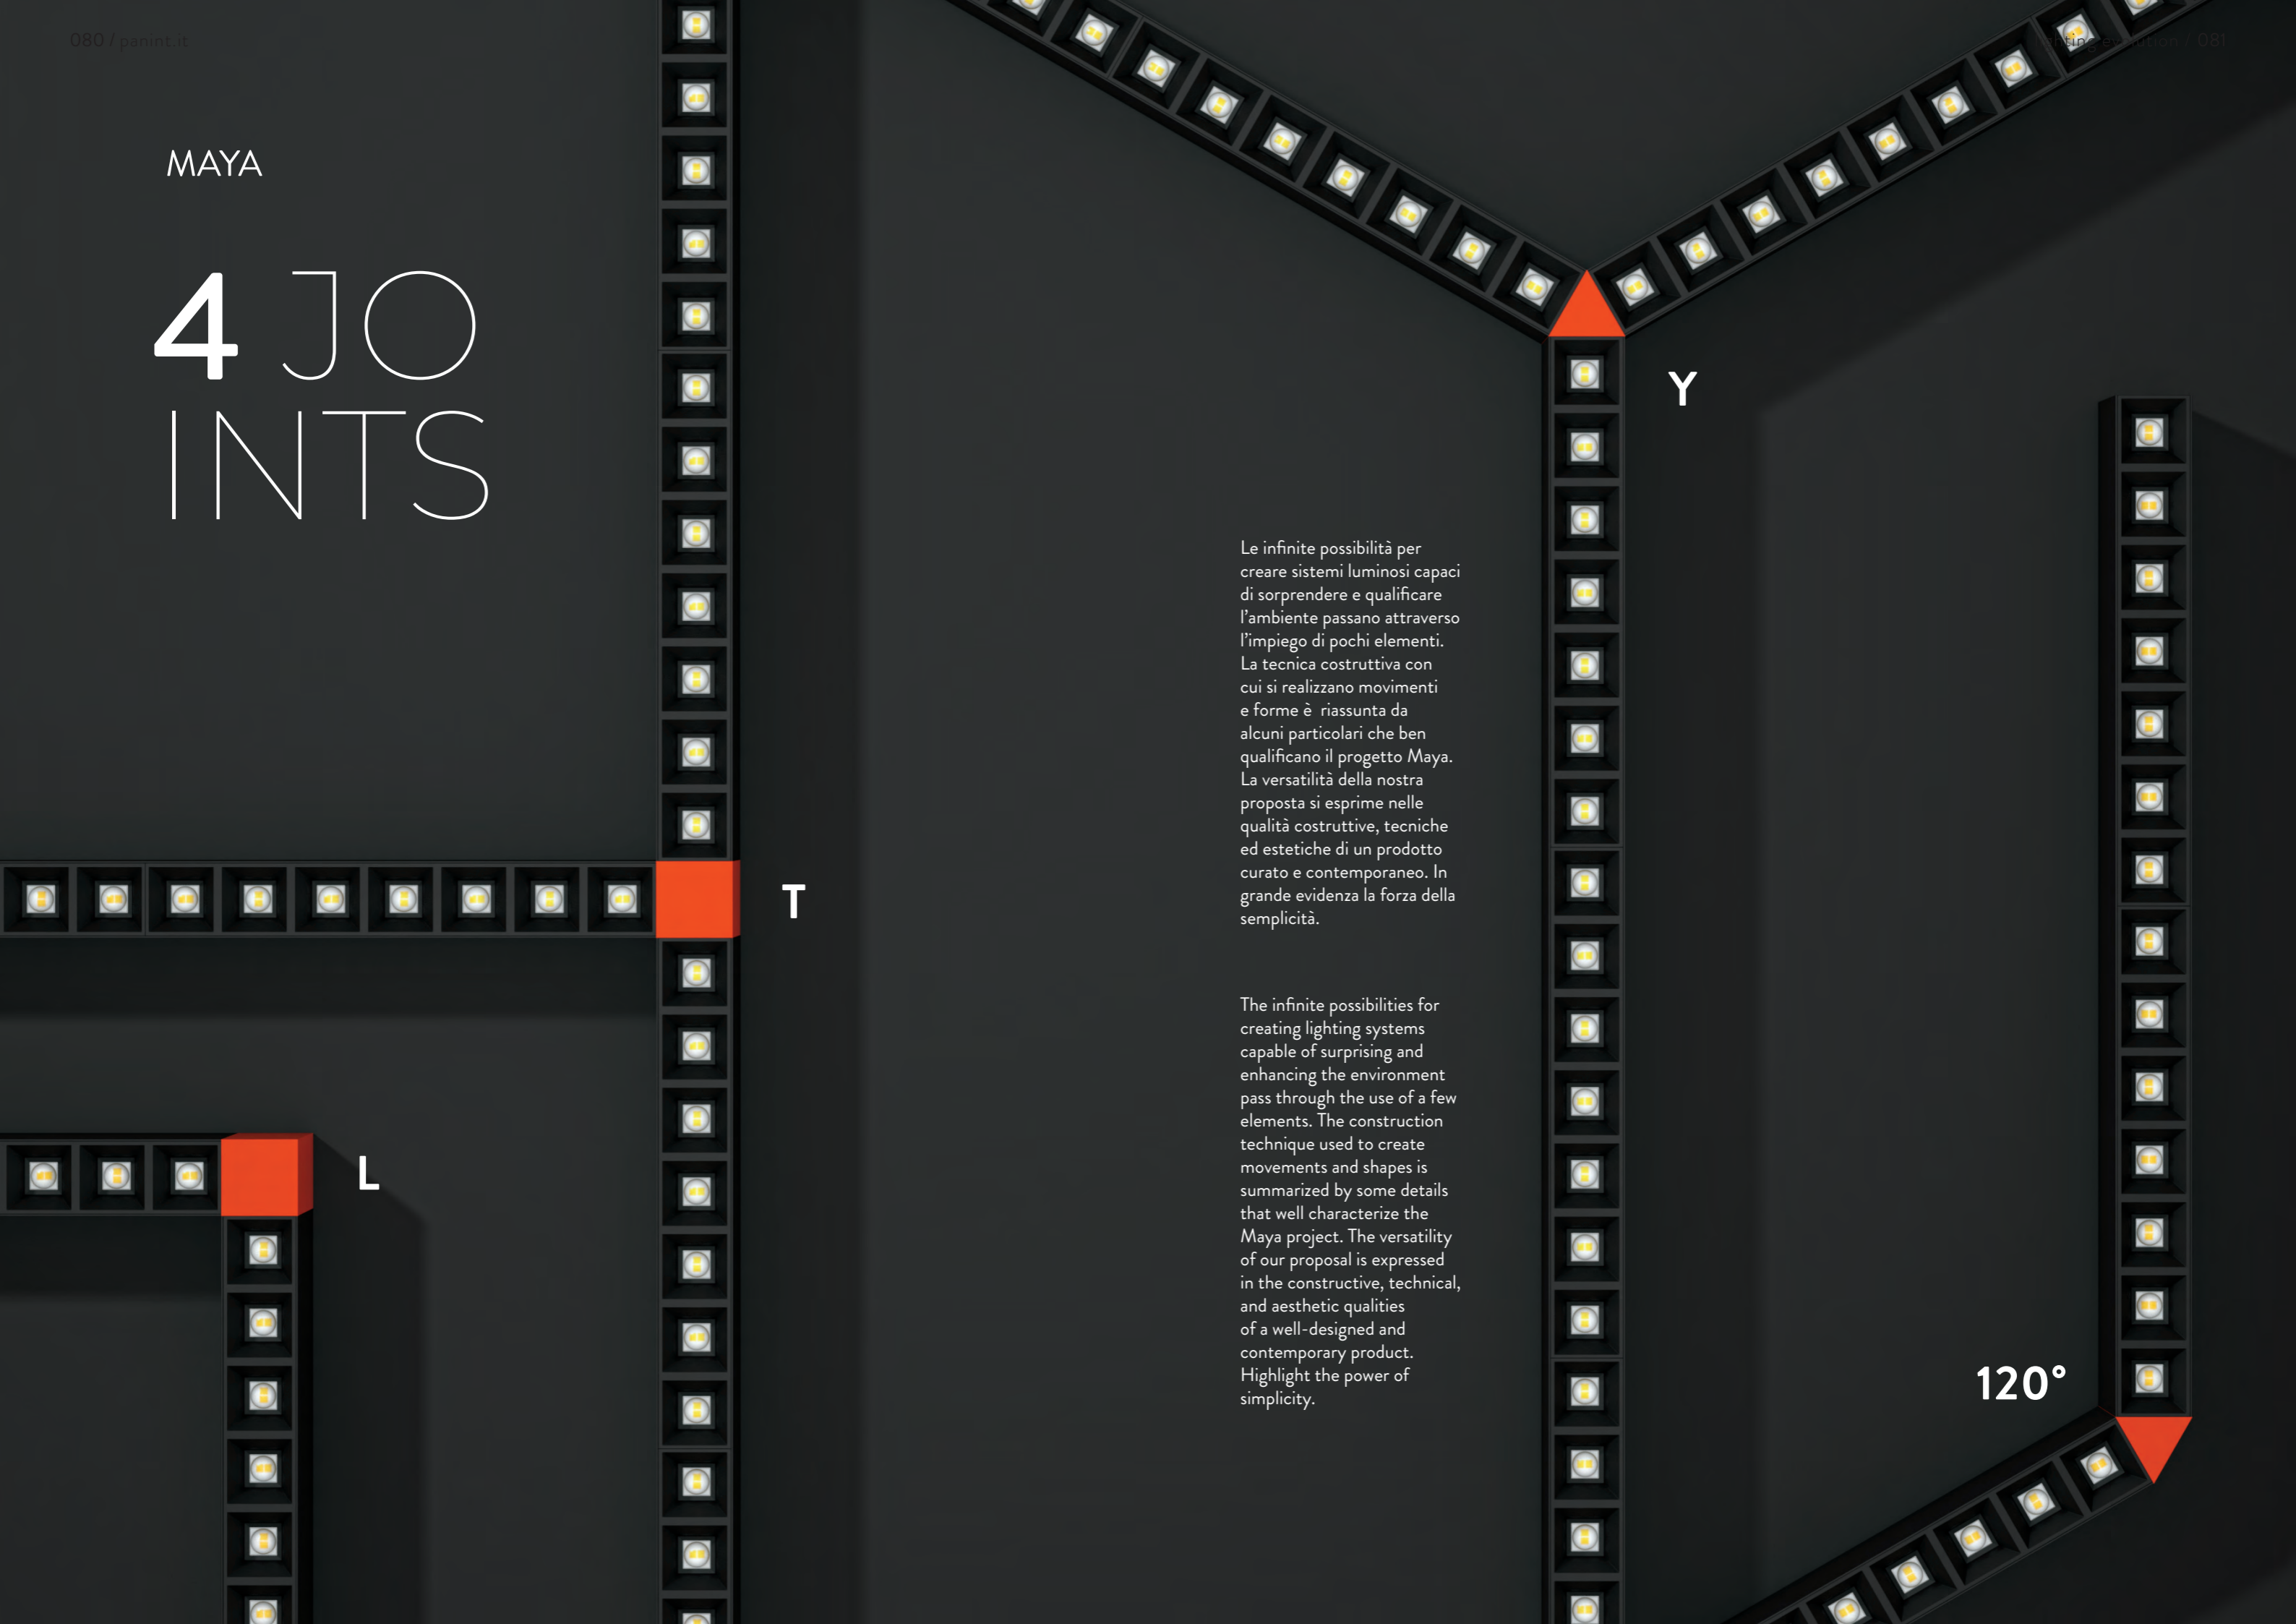 080 / panint.it
lighting evolution / 081
MAYA
4 JO
INTS
Y
Le infinite possibilità per
creare sistemi luminosi capaci
di sorprendere e qualificare
l’ambiente passano attraverso
l’impiego di pochi elementi.
La tecnica costruttiva con
cui si realizzano movimenti
e forme è  riassunta da
alcuni particolari che ben
qualificano il progetto Maya.
La versatilità della nostra
proposta si esprime nelle
qualità costruttive, tecniche
ed estetiche di un prodotto
curato e contemporaneo. In
grande evidenza la forza della
semplicità.
T
The infinite possibilities for
creating lighting systems
capable of surprising and
enhancing the environment
pass through the use of a few
elements. The construction
technique used to create
movements and shapes is
summarized by some details
that well characterize the
Maya project. The versatility
of our proposal is expressed
in the constructive, technical,
and aesthetic qualities
of a well-designed and
contemporary product.
Highlight the power of
simplicity.
L
120°